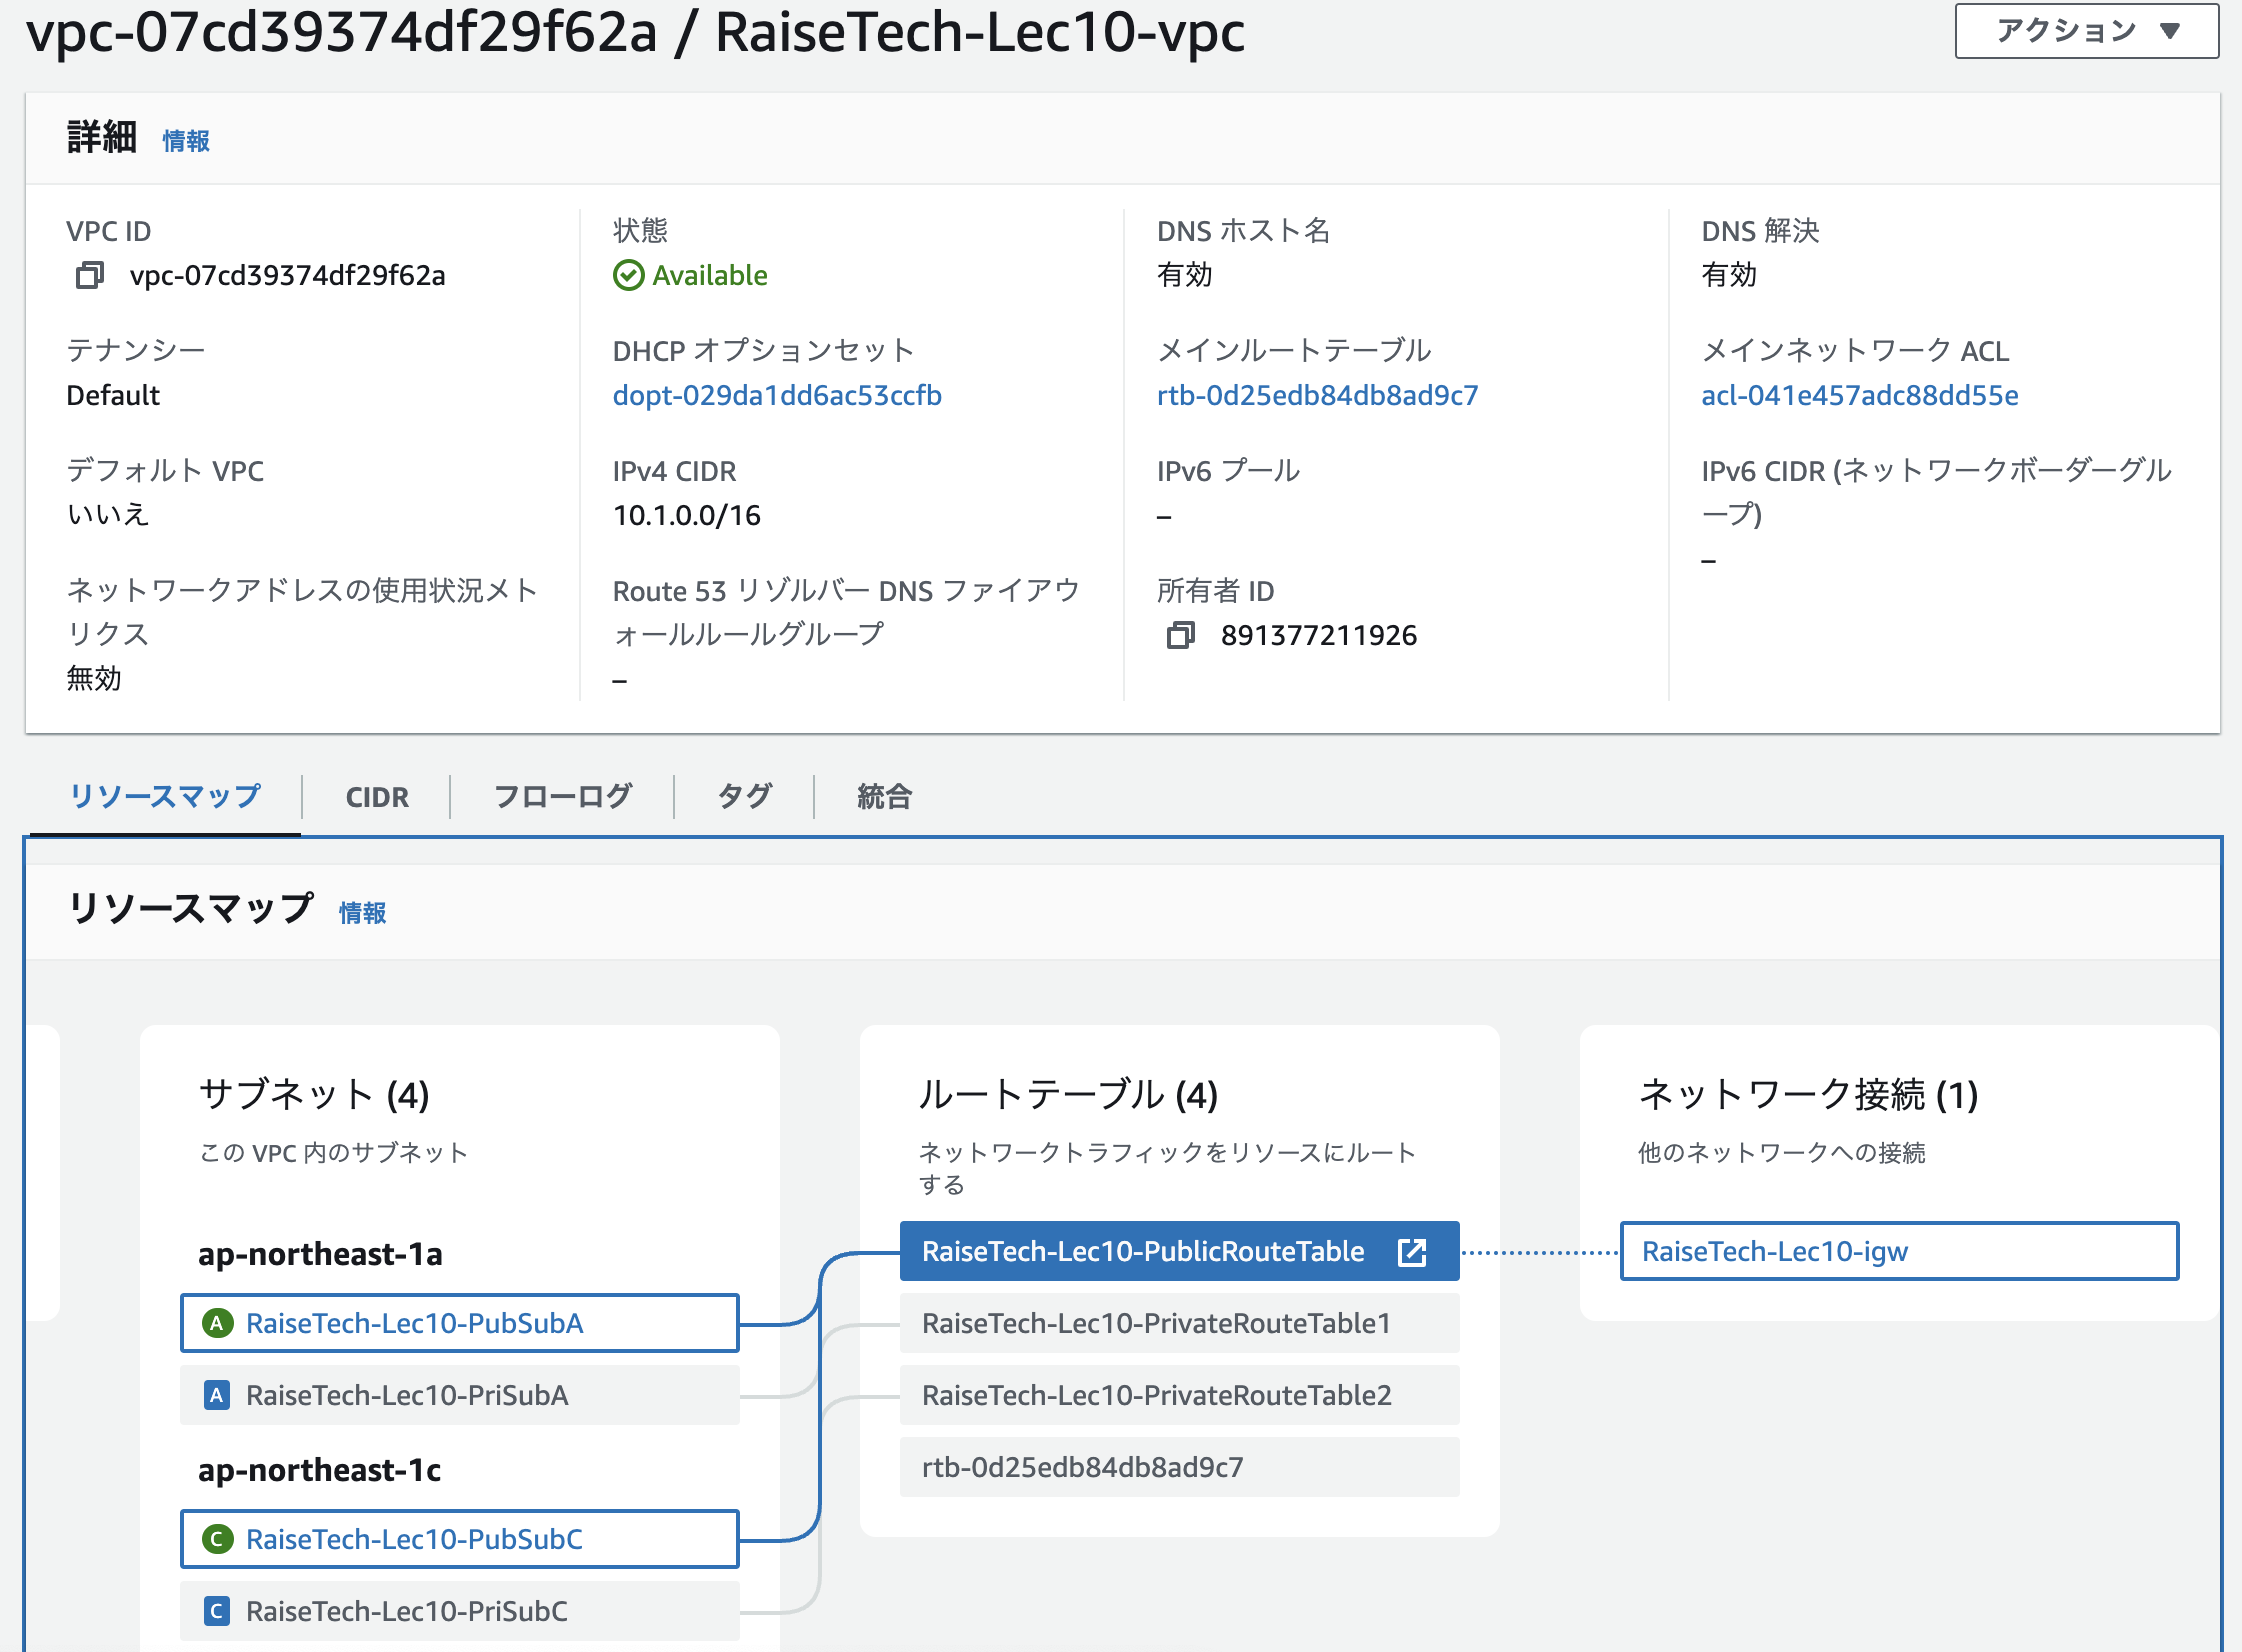 vpc-07cd39374df29f62a / RaiseTech-Lec10-vpc
アクション ▼
詳細 情報
VPC ID
vpc-07cd39374df29f62a
状態
Available
DNS ホスト名
有効
DNS 解決
有効
テナンシー
Default
DHCP オプションセット
dopt-029da1dd6ac53ccfb
メインルートテーブル
rtb-0d25edb84db8ad9c7
メインネットワーク ACL
acl-041e457adc88dd55e
デフォルト VPC
いいえ
IPv4 CIDR
10.1.0.0/16
IPv6 プール
–
IPv6 CIDR (ネットワークボーダーグル
ープ)
–
ネットワークアドレスの使用状況メト
リクス
無効
Route 53 リゾルバー DNS ファイアウ
ォールルールグループ
–
所有者 ID
891377211926
リソースマップ
CIDR
フローログ
タグ
統合
リソースマップ 情報
サブネット (4)
この VPC 内のサブネット
ap-northeast-1a
A RaiseTech-Lec10-PubSubA
A RaiseTech-Lec10-PriSubA
ap-northeast-1c
C RaiseTech-Lec10-PubSubC
C RaiseTech-Lec10-PriSubC
ルートテーブル (4)
ネットワークトラフィックをリソースにルート
する
RaiseTech-Lec10-PublicRouteTable
RaiseTech-Lec10-PrivateRouteTable1
RaiseTech-Lec10-PrivateRouteTable2
rtb-0d25edb84db8ad9c7
ネットワーク接続 (1)
他のネットワークへの接続
RaiseTech-Lec10-igw